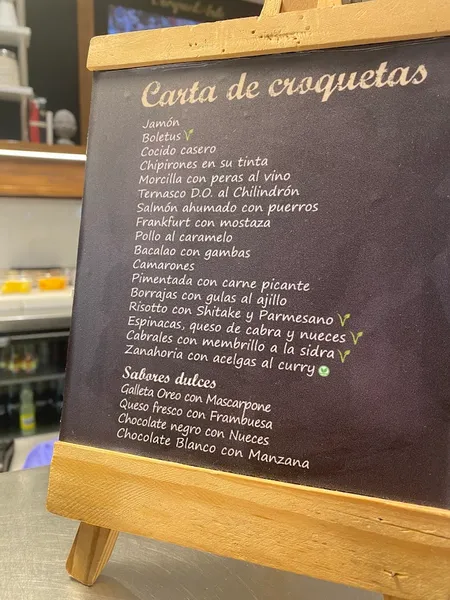 Carta de croquetas
Jamón
Boletus
Cocido casero
Chipirones en su tinta
Morcilla con peras al vino
Ternasco D.O. al Chilindrón
Salmón ahumado con puerros
Frankfurt con mostaza
Pollo al caramelo
Bacalao con gambas
Camarones
Pimentada con carne picante
Borrajas con gulas al ajillo
Risotto con Shitake y Parmesano
Espinacas, queso de cabra y nueces
Cabrales con membrillo a la sidra
Zanahoria con acelgas al curry
Sabores dulces
Galleta Oreo con Mascarpone
Queso fresco con Frambuesa
Chocolate negro con Nueces
Chocolate Blanco con Manzana